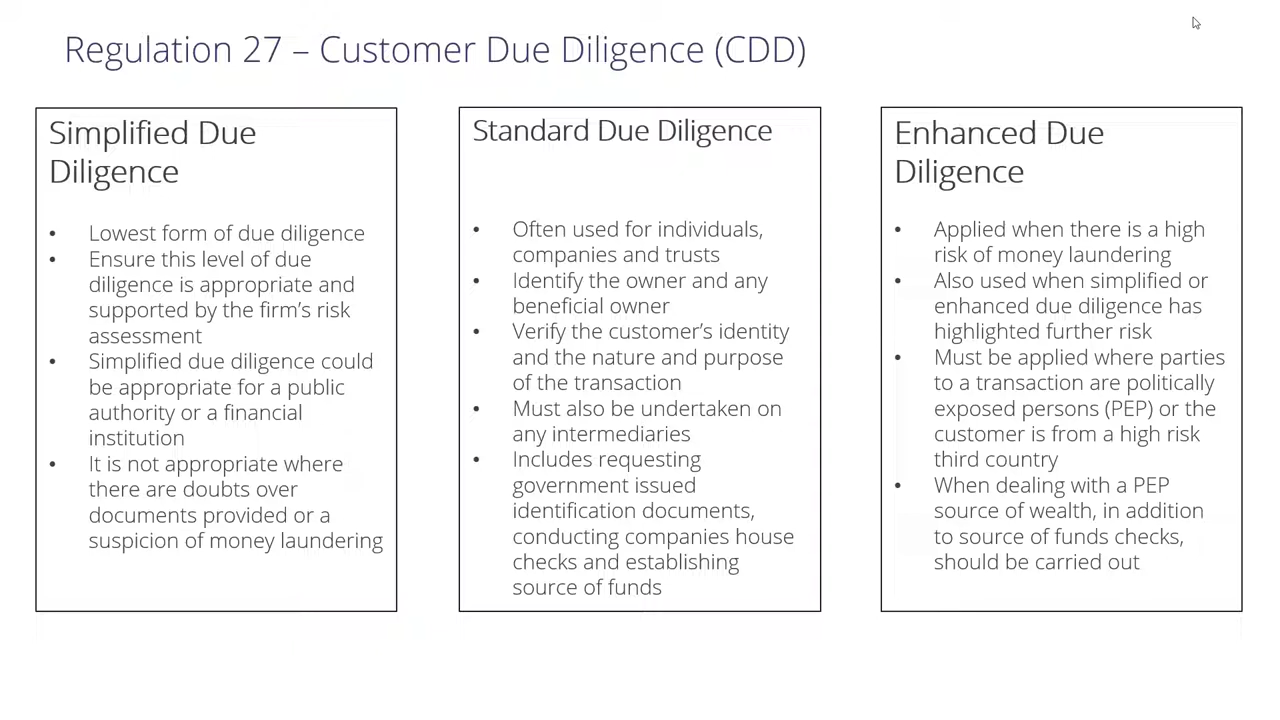 Regulation 27 – Customer Due Diligence (CDD)
Simplified Due
Diligence
• Lowest form of due diligence
• Ensure this level of due
diligence is appropriate and
supported by the firm's risk
assessment
• Simplified due diligence could
be appropriate for a public
authority or a financial
institution
• It is not appropriate where
there are doubts over
documents provided or a
suspicion of money laundering
Standard Due Diligence
• Often used for individuals,
companies and trusts
• Identify the owner and any
beneficial owner
• Verify the customer's identity
and the nature and purpose
of the transaction
• Must also be undertaken on
any intermediaries
• Includes requesting
government issued
identification documents,
conducting companies house
checks and establishing
source of funds
Enhanced Due
Diligence
• Applied when there is a high
risk of money laundering
• Also used when simplified or
enhanced due diligence has
highlighted further risk
• Must be applied where parties
to a transaction are politically
exposed persons (PEP) or the
customer is from a high risk
third country
• When dealing with a PEP
source of wealth, in addition
to source of funds checks,
should be carried out